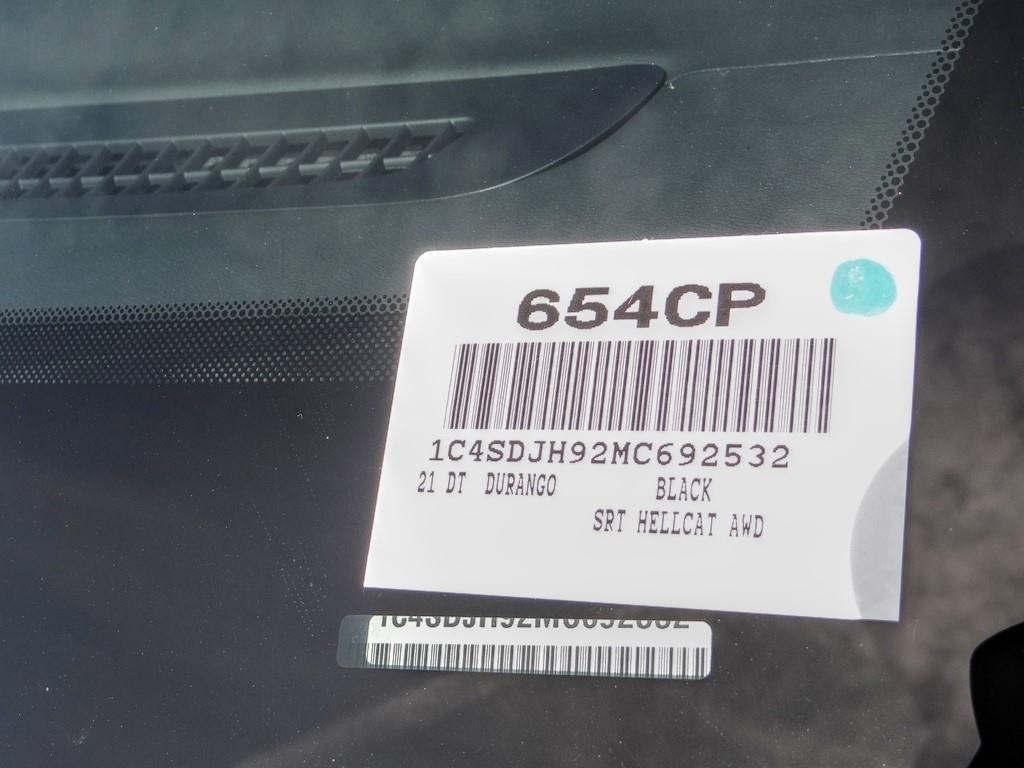 654CP
1C4SDJH92MC692532
21 DT DURANGO BLACK
SRT HELLCAT AWD